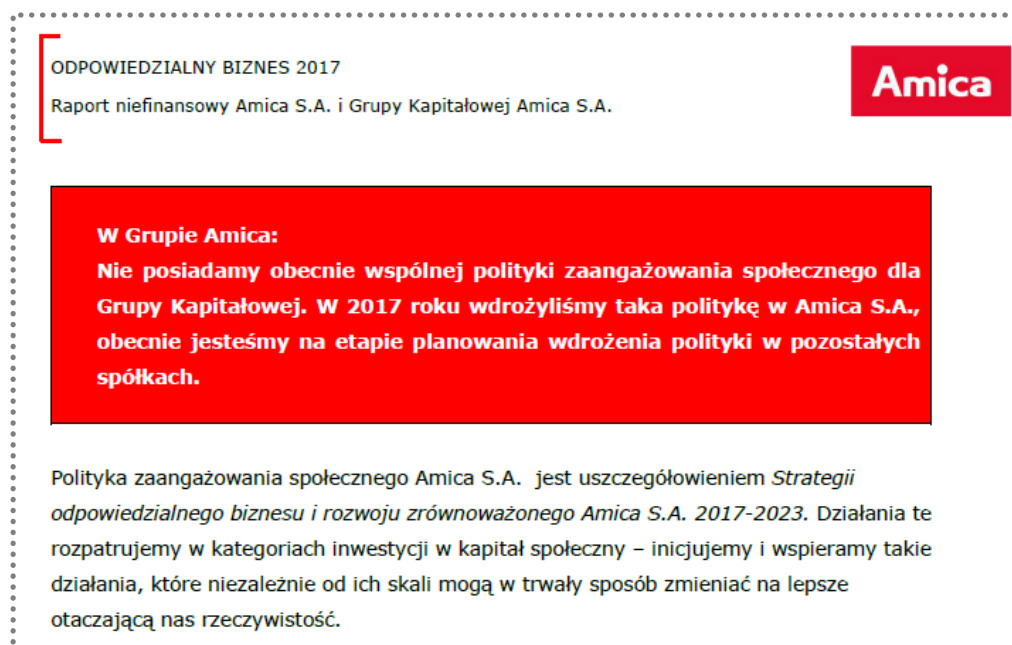 ODPOWIEDZIALNY BIZNES 2017
Raport niefinansowy Amica S.A. i Grupy Kapitałowej Amica S.A.
Amica
W Grupie Amica:
Nie posiadamy obecnie wspólnej polityki zaangażowania społecznego dla
Grupy Kapitałowej. W 2017 roku wdrożyliśmy taka politykę w Amica S.A.,
obecnie jesteśmy na etapie planowania wdrożenia polityki w pozostałych
spółkach.
Polityka zaangażowania społecznego Amica S.A. jest uszczegółowieniem Strategii
odpowiedzialnego biznesu i rozwoju zrównoważonego Amica S.A. 2017-2023. Działania te
rozpatrujemy w kategoriach inwestycji w kapitał społeczny – inicjujemy i wspieramy takie
działania, które niezależnie od ich skali mogą w trwały sposób zmieniać na lepsze
otaczającą nas rzeczywistość.